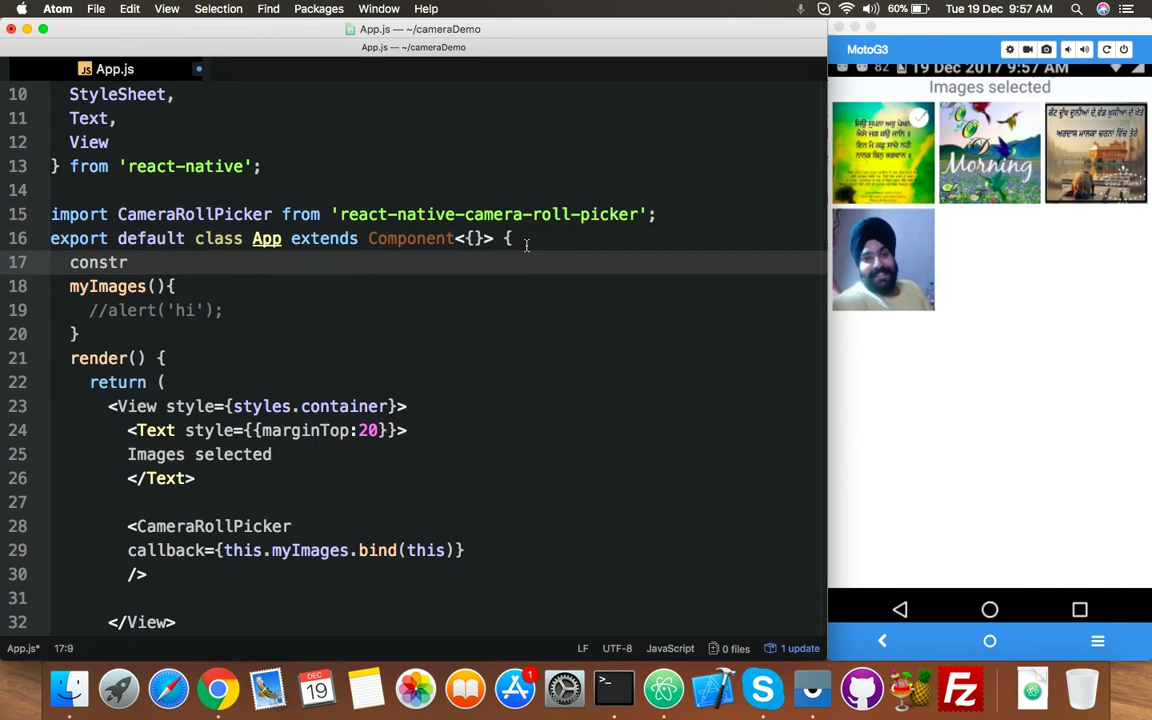 Atom File Edit View Selection Find Packages Window Help
60% Tue 19 Dec 9:57 AM
App.js — ~/cameraDemo
App.js — ~/cameraDemo
App.js
10 StyleSheet,
11 Text,
12 View
13 } from 'react-native';
14
15 import CameraRollPicker from 'react-native-camera-roll-picker';
16 export default class App extends Component<{}> {
17 constr
18 myImages(){
19 //alert('hi');
20 }
21 render() {
22 return (
23 <View style={styles.container}>
24 <Text style={{marginTop:20}}>
25 Images selected
26 </Text>
27
28 <CameraRollPicker
29 callback={this.myImages.bind(this)}
30 />
31
32 </View>
App.js* 17:9 LF UTF-8 JavaScript 0 files 1 update
MotoG3
82 19 Dec 2017 9:57 AM
Images selected
Morning
DEC
19
1